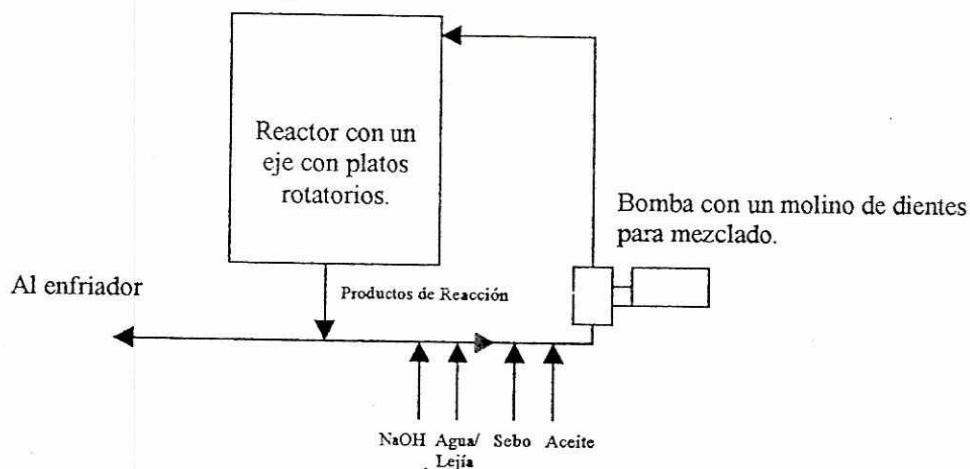 Reactor con un
eje con platos
rotatorios.
Bomba con un molino de dientes
para mezclado.
Al enfriador
Productos de Reacción
NaOH Agua/ Sebo Aceite
Lejía